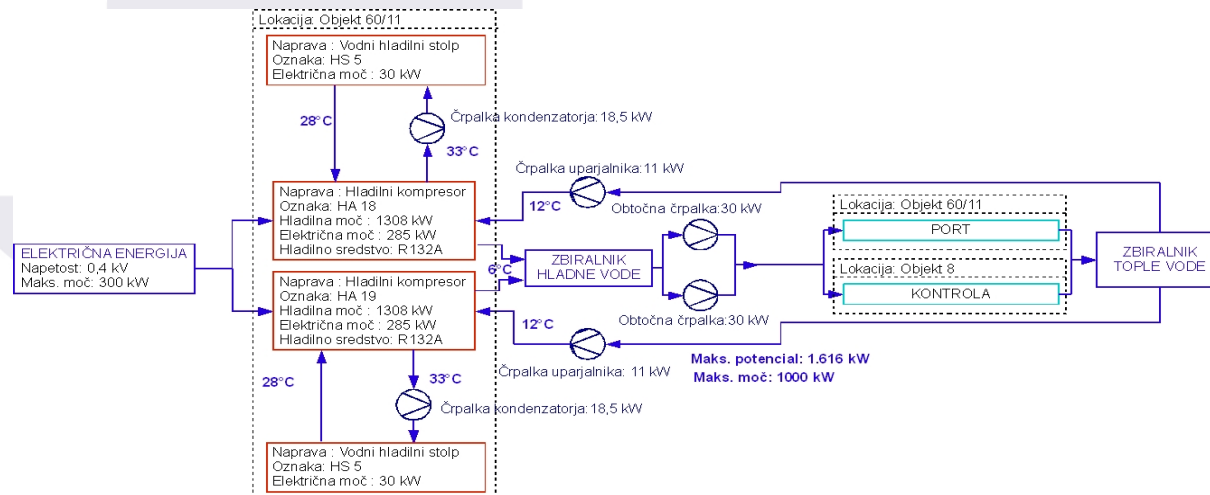 Lokacija: Objekt 60/11
Naprava : Vodni hladilni stolp
Oznaka: HS 5
Električna moč : 30 kW
28°C
Črpalka kondenzatorja:18,5 kW
33°C
Naprava : Hladilni kompresor
Oznaka: HA 18
Hladilna moč : 1308 kW
Električna moč : 285 kW
Hladilno sredstvo: R132A
Črpalka uparjalnika:11 kW
12°C
Obtočna črpalka:30 kW
Lokacija: Objekt 60/11
PORT
ELEKTRIČNA ENERGIJA
Napetost: 0,4 kV
Maks. moč: 300 kW
6°C
ZBIRALNIK
HLADNE VODE
ZBIRALNIK
TOPLE VODE
Lokacija: Objekt 8
KONTROLA
Naprava : Hladilni kompresor
Oznaka: HA 19
Hladilna moč : 1308 kW
Električna moč : 285 kW
Hladilno sredstvo: R132A
12°C
Obtočna črpalka:30 kW
Črpalka uparjalnika: 11 kW
Maks. potencial: 1.616 kW
Maks. moč: 1000 kW
28°C
33°C
Črpalka kondenzatorja:18,5 kW
Naprava : Vodni hladilni stolp
Oznaka: HS 5
Električna moč : 30 kW